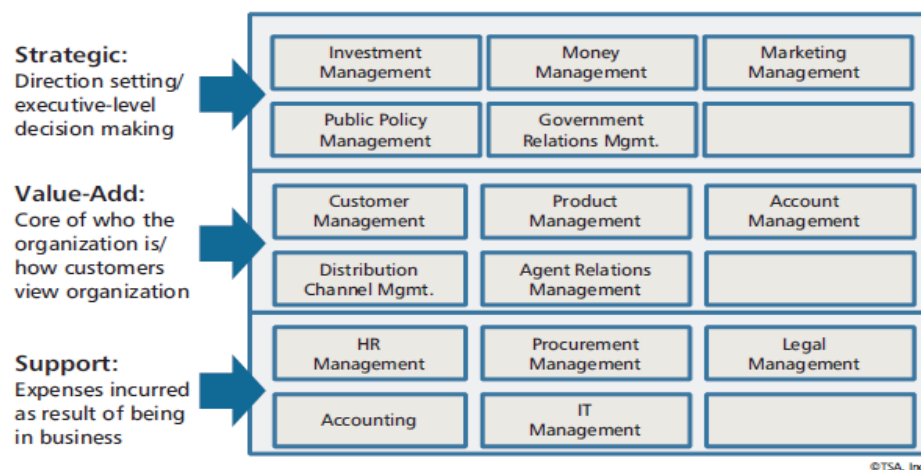 Strategic:
Direction setting/
executive-level
decision making
Investment
Management
Money
Management
Marketing
Management
Public Policy
Management
Government
Relations Mgmt.
Value-Add:
Core of who the
organization is/
how customers
view organization
Customer
Management
Product
Management
Account
Management
Distribution
Channel Mgmt.
Agent Relations
Management
Support:
Expenses incurred
as result of being
in business
HR
Management
Procurement
Management
Legal
Management
Accounting
IT
Management
©TSA, Inc